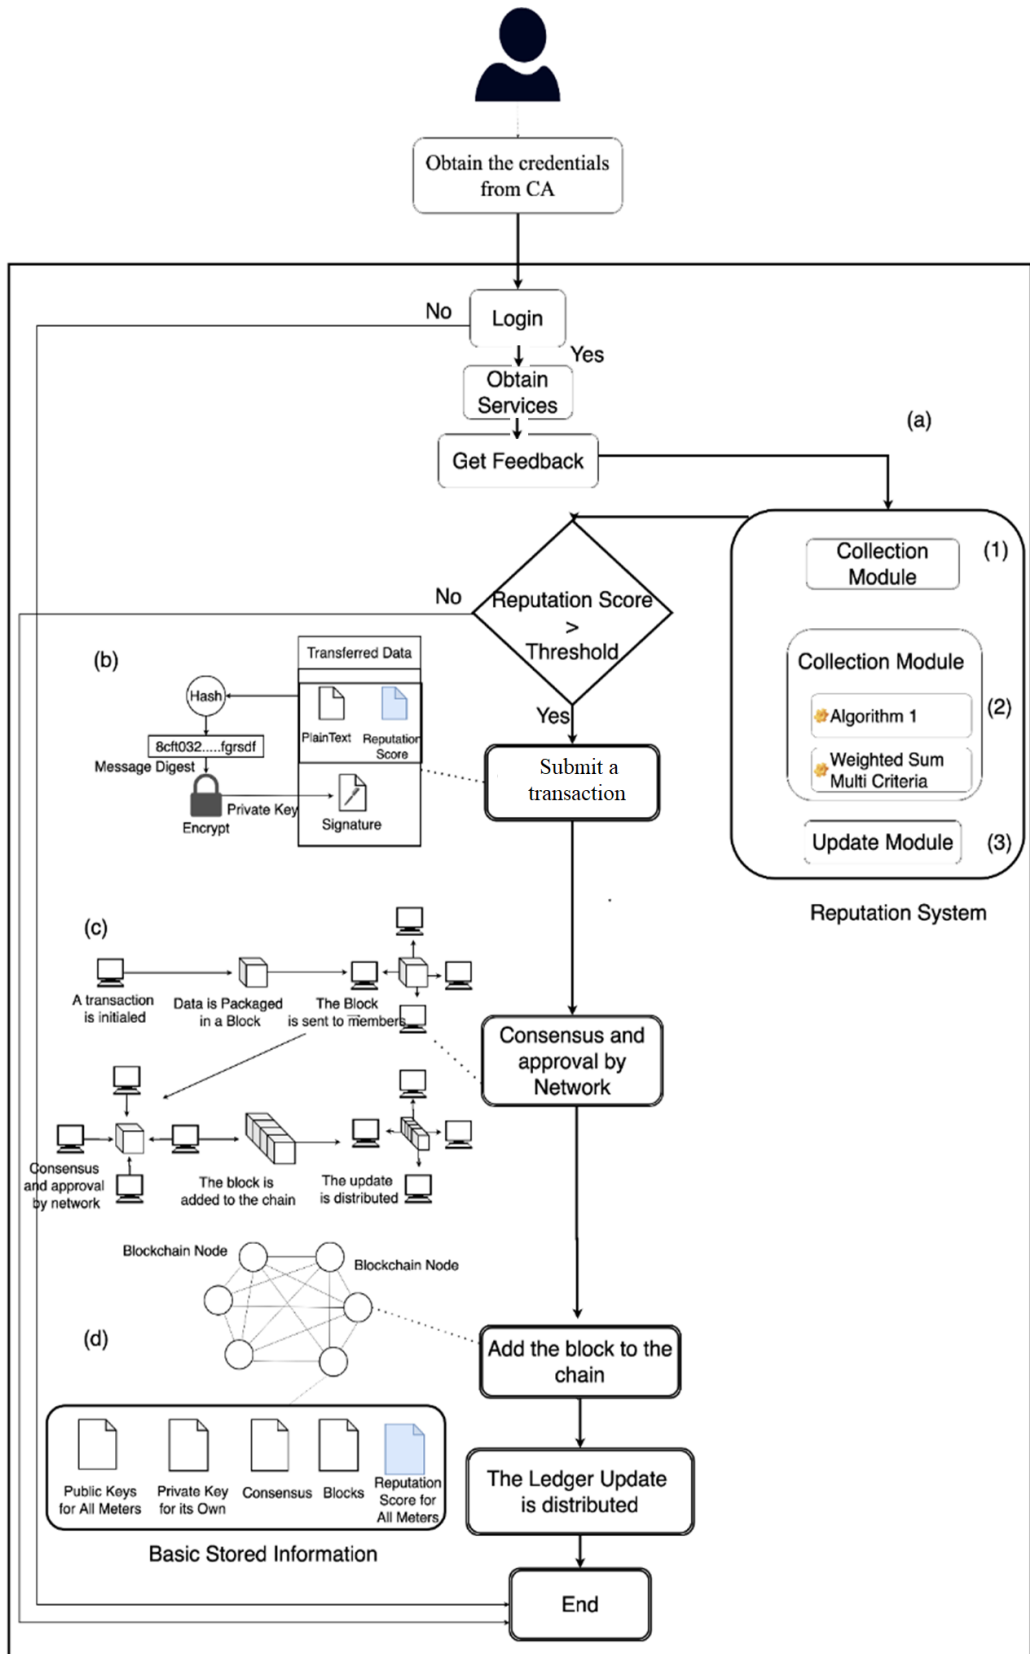 Obtain the credentials
from CA
No
Login
Yes
Obtain
Services
(a)
Get Feedback
(1)
Collection
Module
No
Reputation Score
>
Threshold
Yes
Collection Module
(2)
Algorithm 1
Weighted Sum
Multi Criteria
Update Module
(3)
Reputation System
(b)
Transferred Data
Hash
PlainText
Reputation
Score
8cft032.....fgrsdf
Message Digest
Private Key
Encrypt
Signature
Submit a
transaction
(c)
A transaction
is initialed
Data is Packaged
in a Block
The Block
is sent to members
Consensus and
approval by
Network
Consensus
and approval
by network
The block is
added to the chain
The update
is distributed
Blockchain Node
Blockchain Node
(d)
Add the block to the
chain
Public Keys
for All Meters
Private Key
for its Own
Consensus
Blocks
Reputation
Score for
All Meters
Basic Stored Information
The Ledger Update
is distributed
End